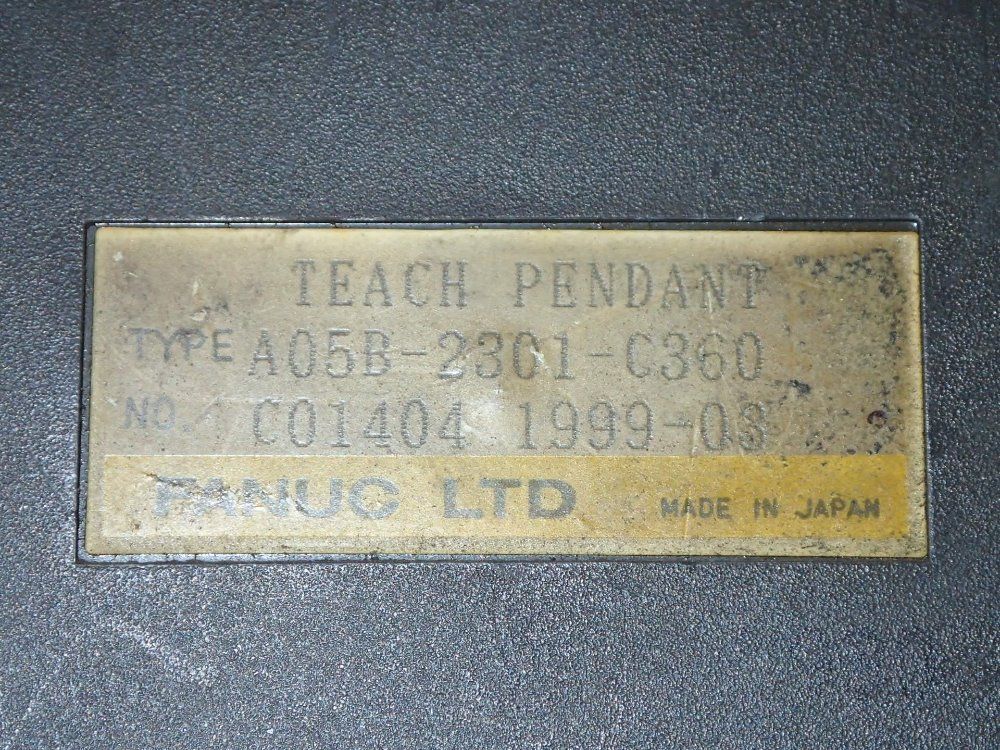 TEACH PENDANT
TYPE A05B-2301-C360
NO. C01404 1999-03
FANUC LTD MADE IN JAPAN